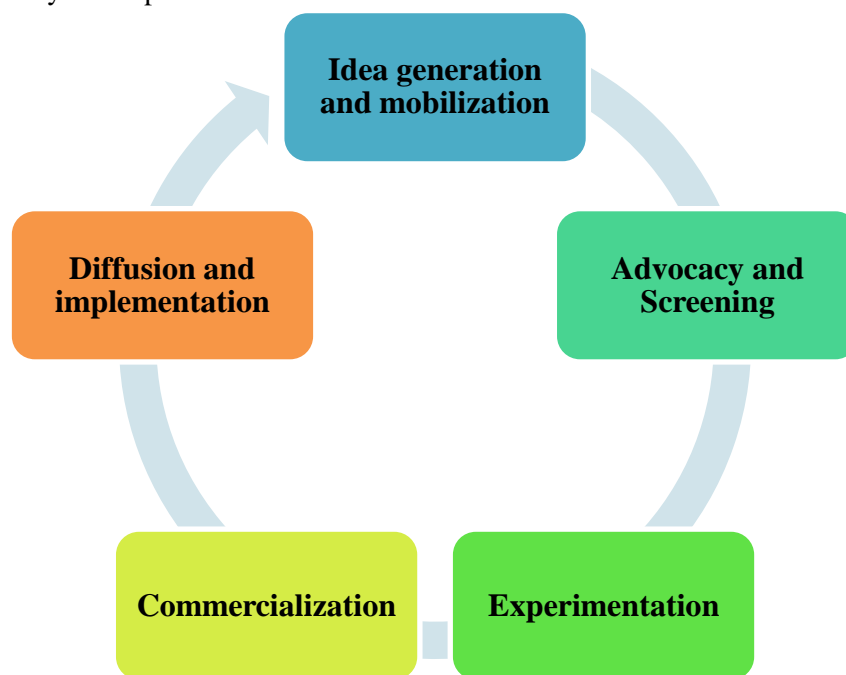 Idea generation
and mobilization
Advocacy and
Screening
Experimentation
Commercialization
Diffusion and
implementation